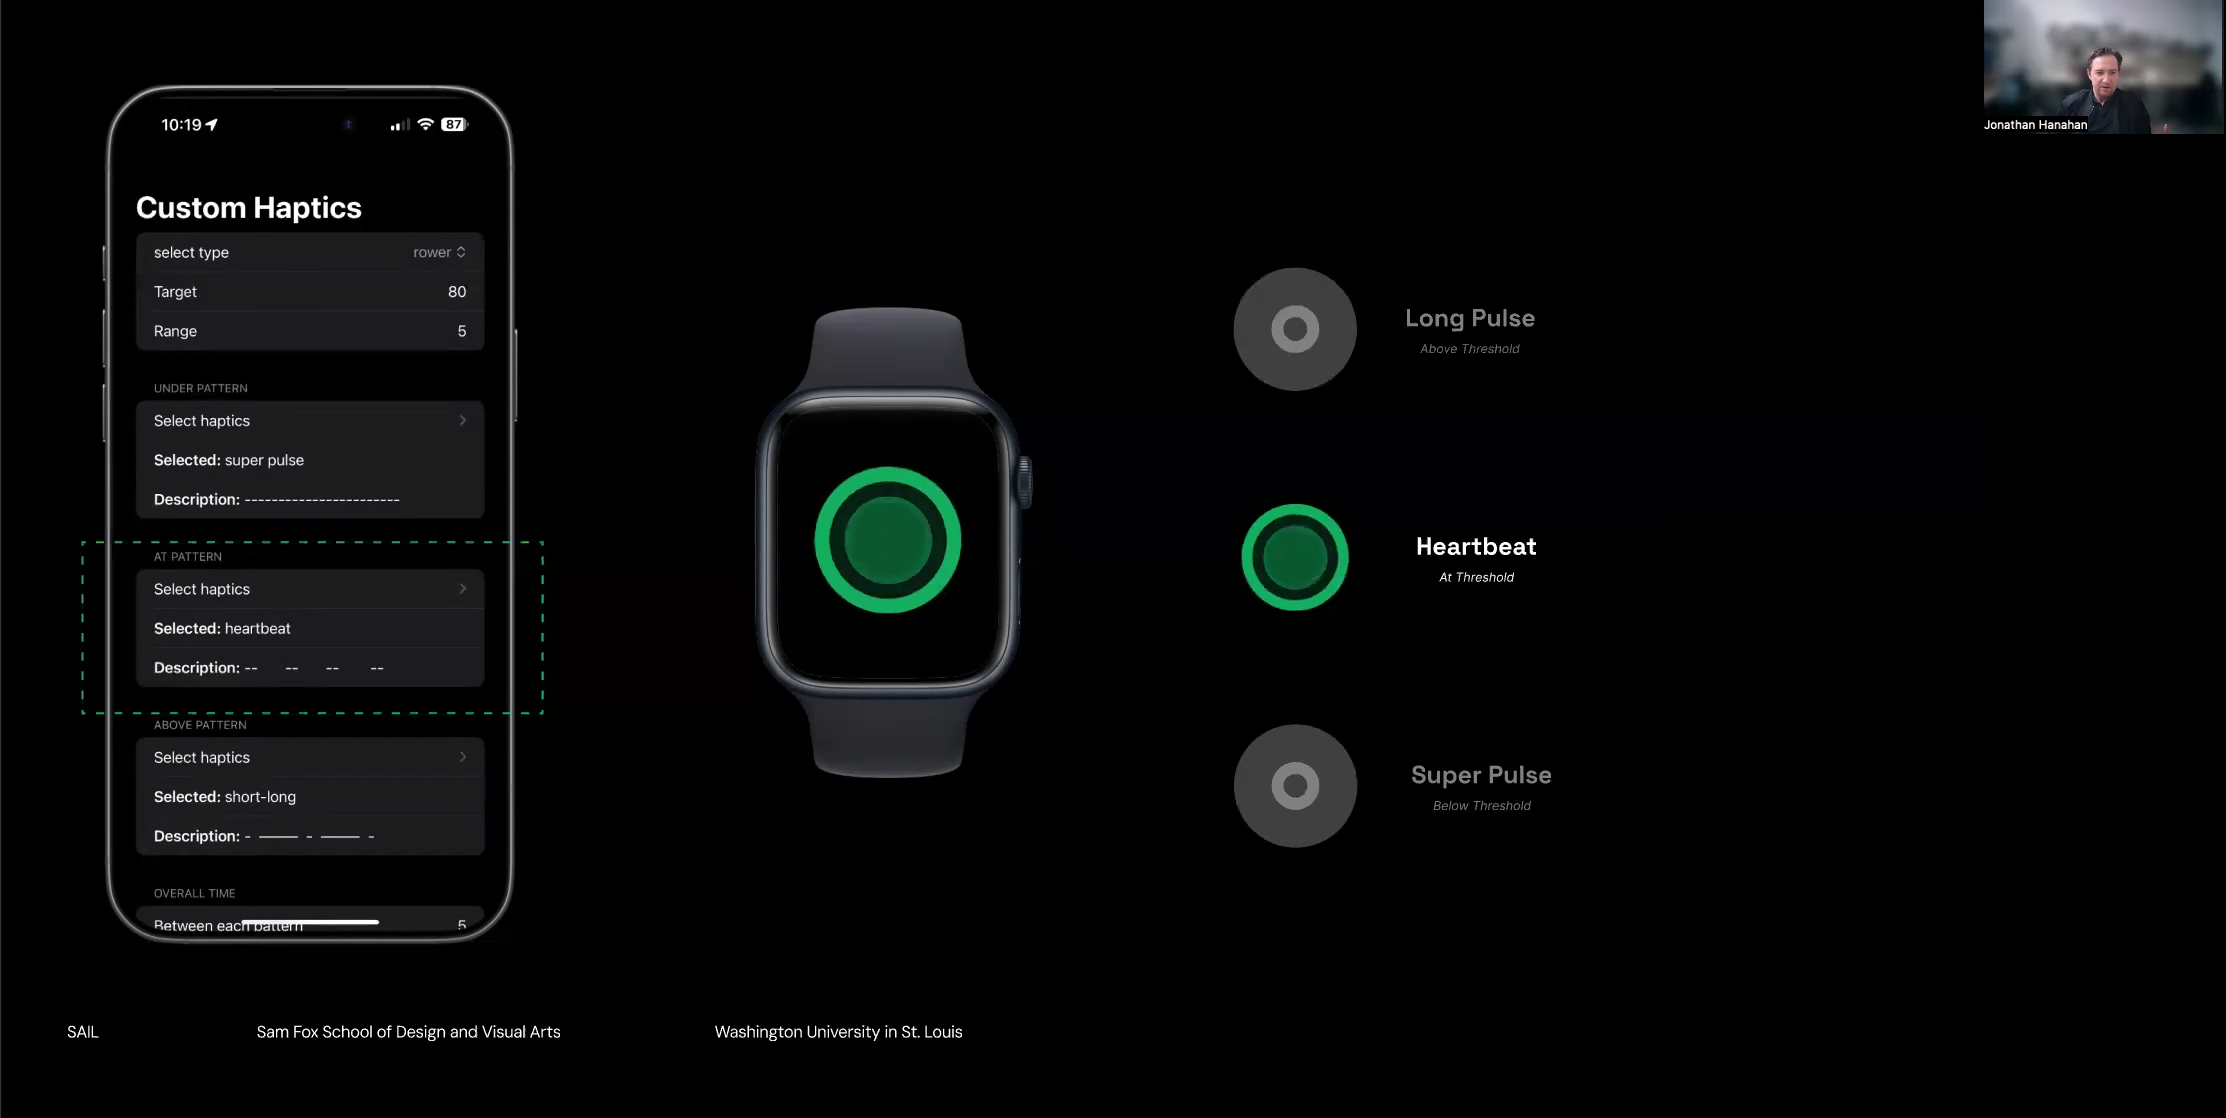 10:19
87
Custom Haptics
select type rower
Target 80
Range 5
UNDER PATTERN
Select haptics
Selected: super pulse
Description: -----------------------
AT PATTERN
Select haptics
Selected: heartbeat
Description: -- -- -- --
ABOVE PATTERN
Select haptics
Selected: short-long
Description: - —— - —— -
OVERALL TIME
Between each pattern 5
Long Pulse
Above Threshold
Heartbeat
At Threshold
Super Pulse
Below Threshold
Jonathan Hanahan
SAIL
Sam Fox School of Design and Visual Arts
Washington University in St. Louis